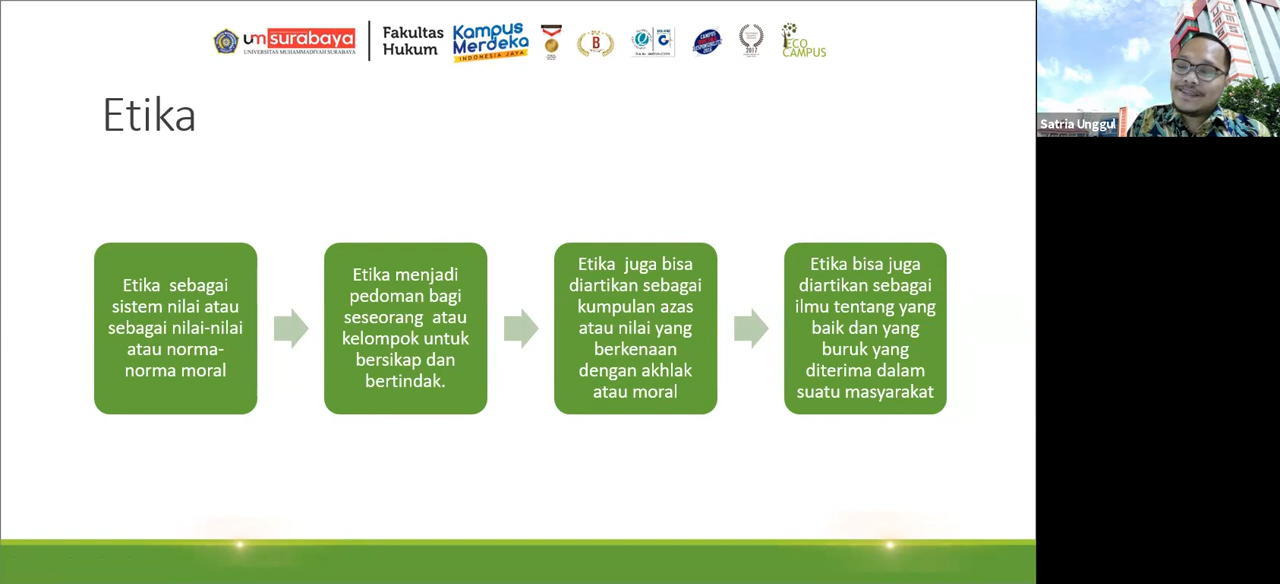 um surabaya
UNIVERSITAS MUHAMMADIYAH SURABAYA
Fakultas
Hukum
Kampus
Merdeka
INDONESIA JAYA
B
2017
ECO
CAMPUS
Satria Unggul
Etika
Etika sebagai
sistem nilai atau
sebagai nilai-nilai
atau norma-
norma moral
Etika menjadi
pedoman bagi
seseorang atau
kelompok untuk
bersikap dan
bertindak.
Etika juga bisa
diartikan sebagai
kumpulan azas
atau nilai yang
berkenaan
dengan akhlak
atau moral
Etika bisa juga
diartikan sebagai
ilmu tentang yang
baik dan yang
buruk yang
diterima dalam
suatu masyarakat